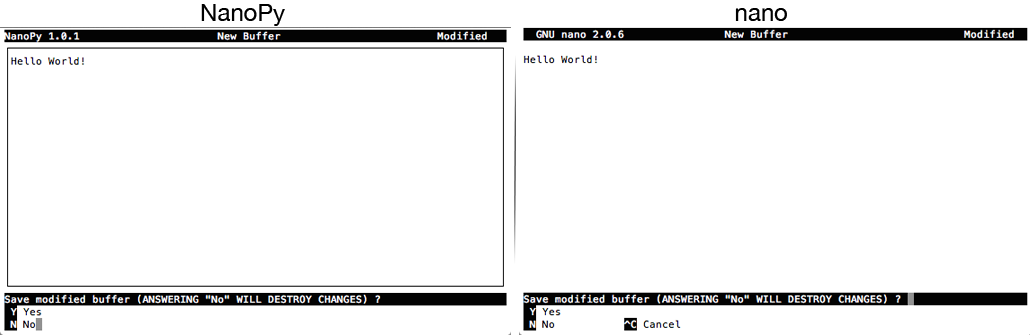 NanoPy
NanoPy 1.0.1 New Buffer Modified
Hello World!
Save modified buffer (ANSWERING "No" WILL DESTROY CHANGES) ?
Y Yes
N No
nano
GNU nano 2.0.6 New Buffer Modified
Hello World!
Save modified buffer (ANSWERING "No" WILL DESTROY CHANGES) ?
Y Yes
N No ^C Cancel